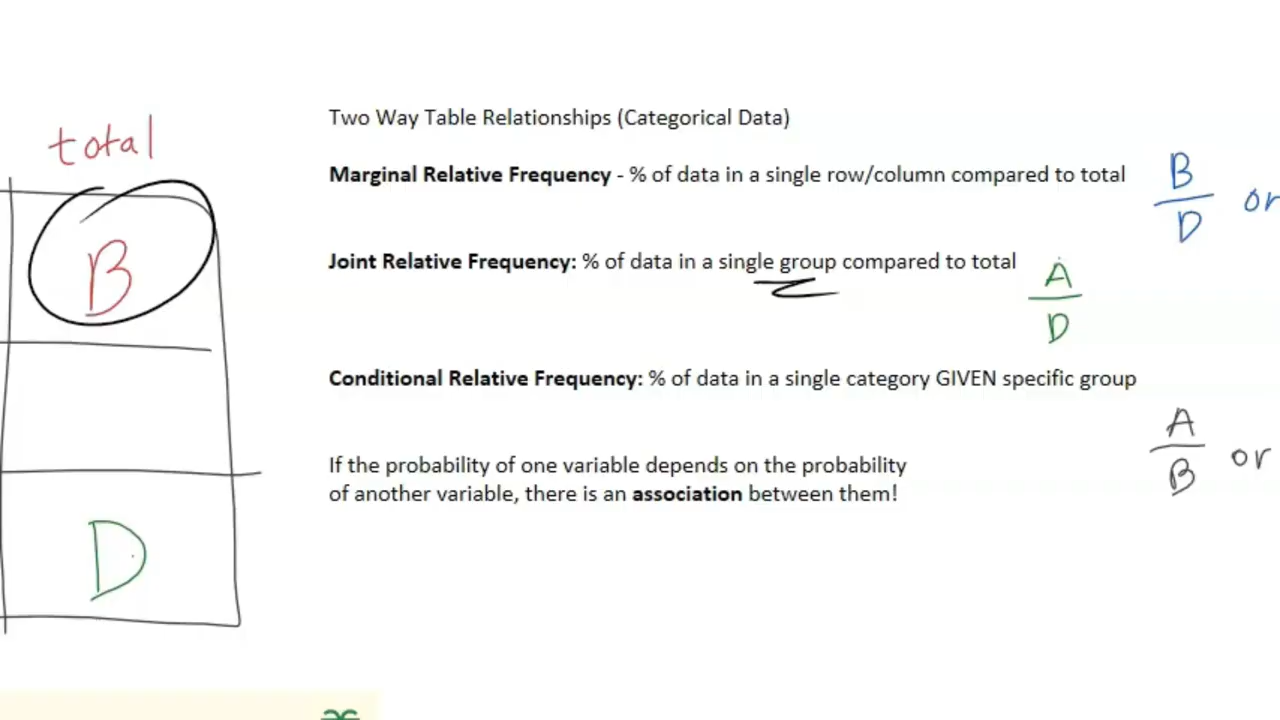 total
B
D
Two Way Table Relationships (Categorical Data)
Marginal Relative Frequency - % of data in a single row/column compared to total
B
D
or
Joint Relative Frequency: % of data in a single group compared to total
A
D
Conditional Relative Frequency: % of data in a single category GIVEN specific group
A
B
or
If the probability of one variable depends on the probability
of another variable, there is an association between them!